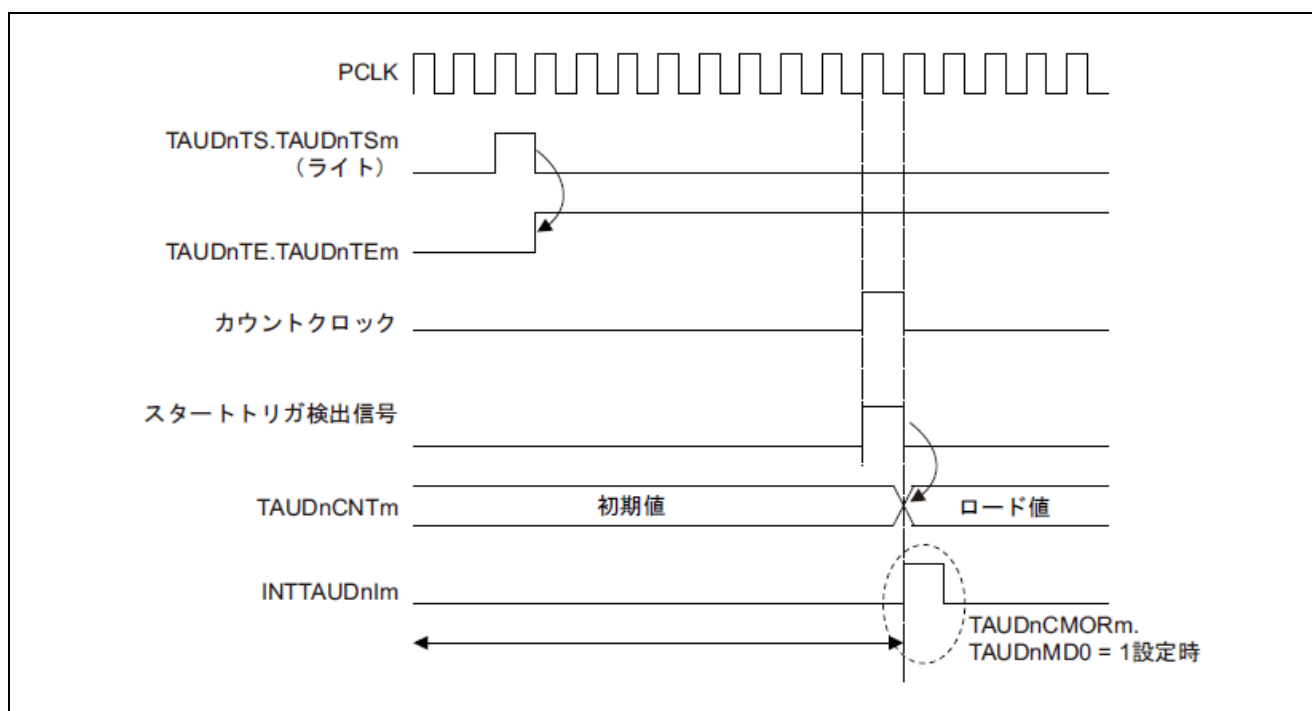 PCLK
TAUDnTS.TAUDnTSm
（ライト）
TAUDnTE.TAUDnTEm
カウントクロック
スタートトリガ検出信号
TAUDnCNTm
初期値
ロード値
INTTAUDnIm
TAUDnCMORm.
TAUDnMD0 = 1設定時